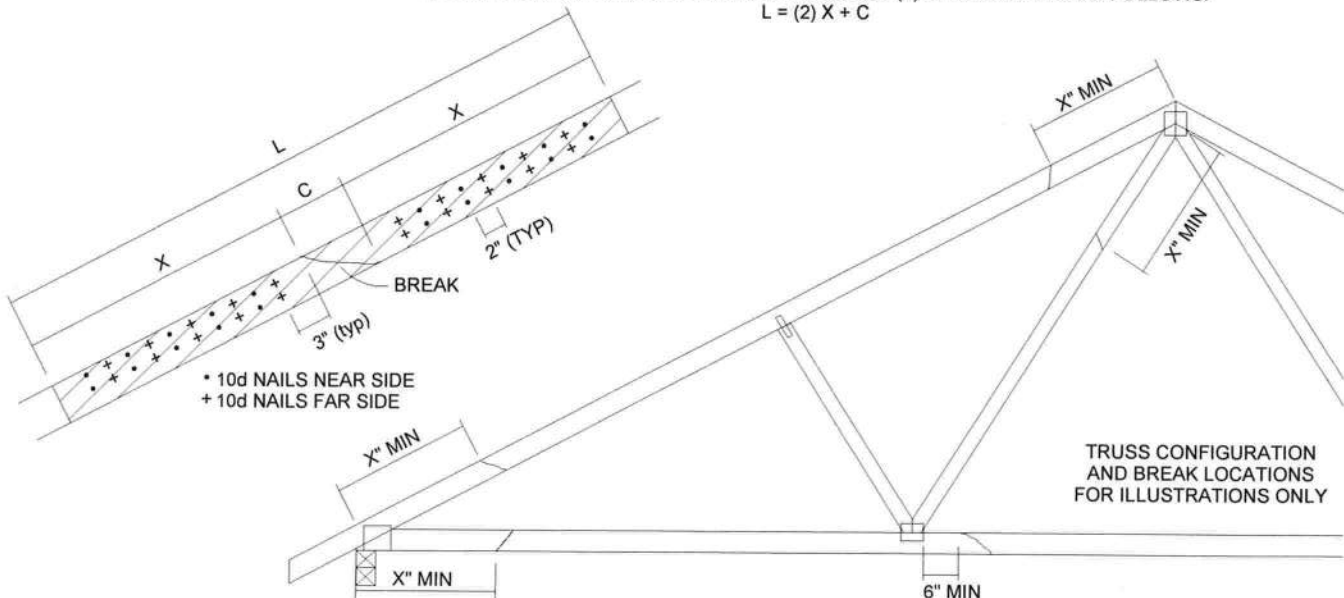 L = (2) X + C
X" MIN
X
L
C
X
2" (TYP)
X" MIN
BREAK
3" (typ)
• 10d NAILS NEAR SIDE
+ 10d NAILS FAR SIDE
X" MIN
TRUSS CONFIGURATION
AND BREAK LOCATIONS
FOR ILLUSTRATIONS ONLY
X" MIN
6" MIN